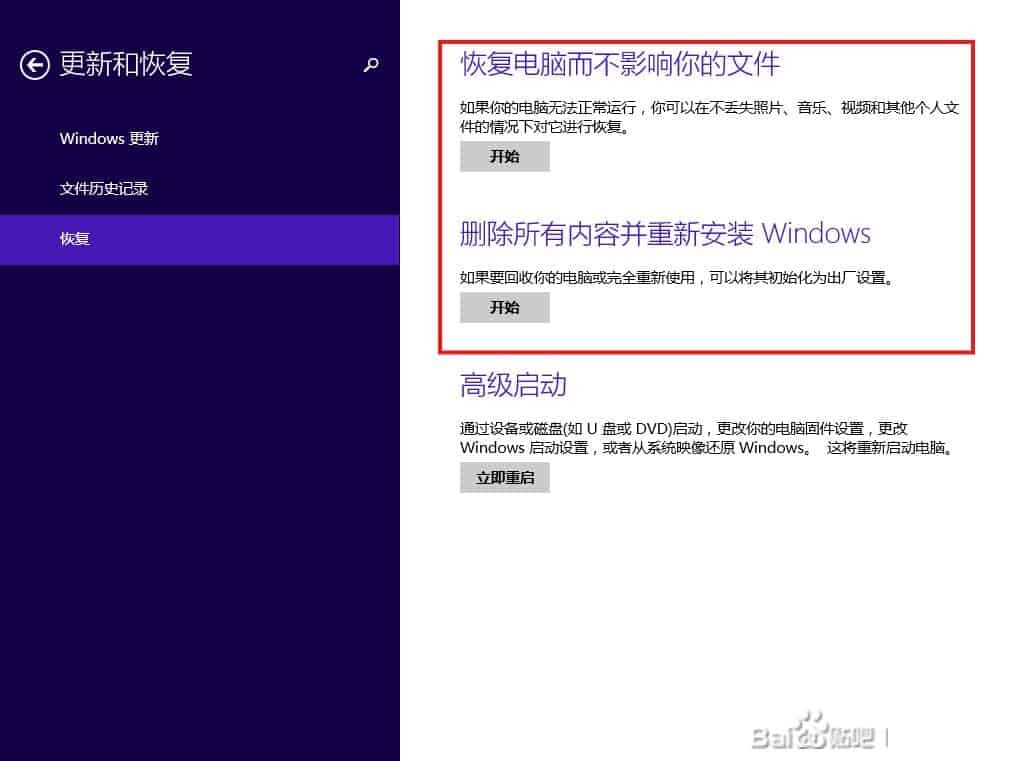 更新和恢复
Windows 更新
文件历史记录
恢复
恢复电脑而不影响你的文件
如果你的电脑无法正常运行，你可以在不丢失照片、音乐、视频和其他个人文
件的情况下对它进行恢复。
开始
删除所有内容并重新安装 Windows
如果要回收你的电脑或完全重新使用，可以将其初始化为出厂设置。
开始
高级启动
通过设备或磁盘(如 U 盘或 DVD)启动，更改你的电脑固件设置，更改
Windows 启动设置，或者从系统映像还原 Windows。 这将重新启动电脑。
立即重启
Bai贴吧